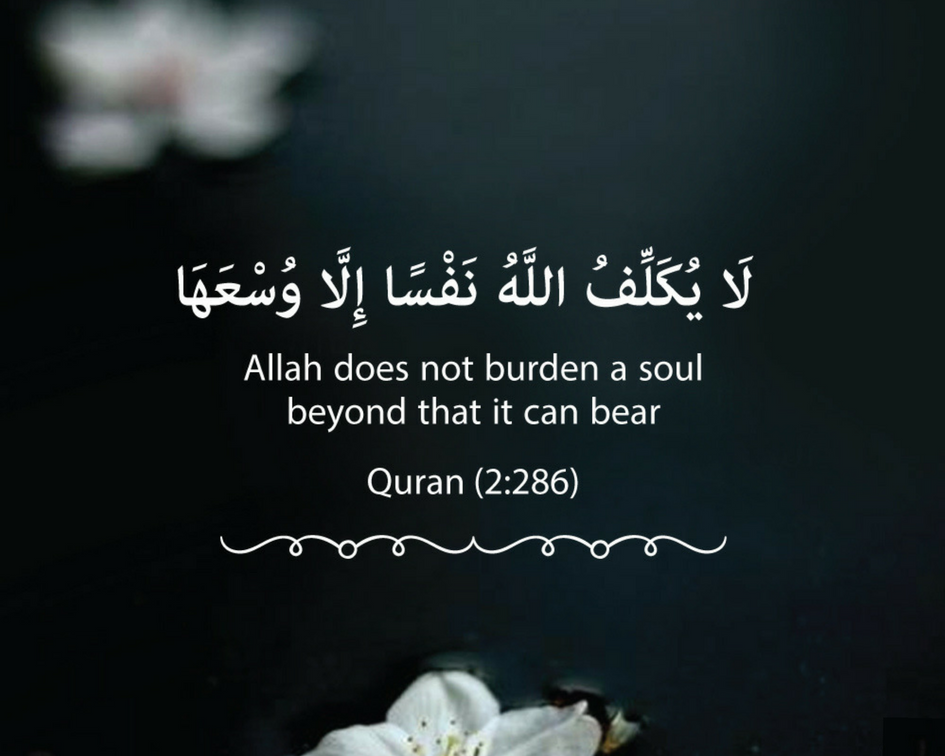 لَا يُكَلِّفُ اللَّهُ نَفْسًا إِلَّا وُسْعَهَا
Allah does not burden a soul
beyond that it can bear
Quran (2:286)